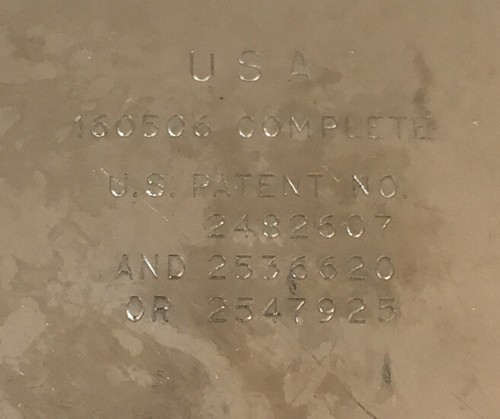 USA
160506 COMPLETE
U.S. PATENT NO.
2482607
AND 2536620
OR 2547925